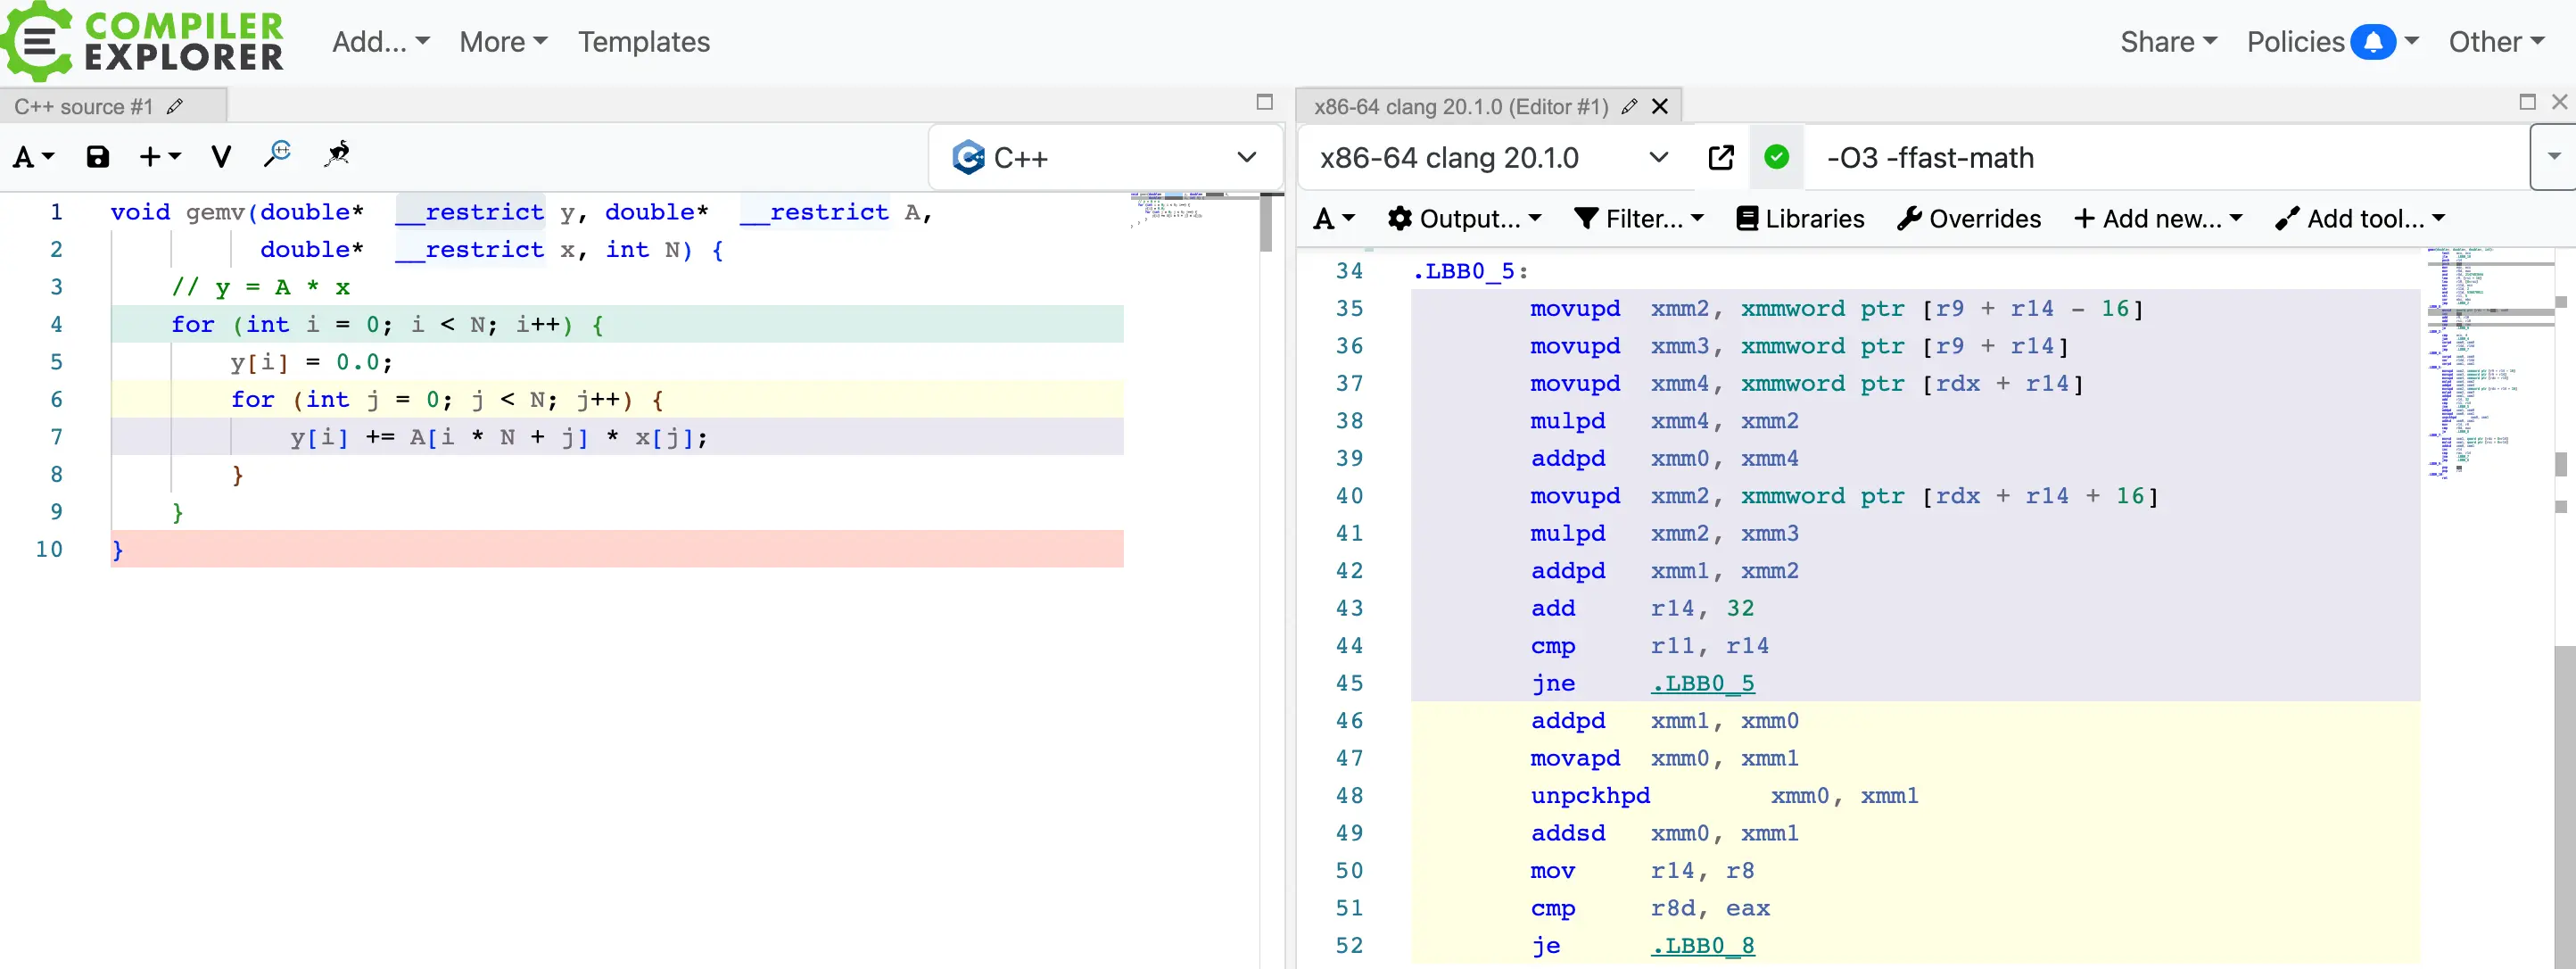 COMPILER EXPLORER Add... More Templates Share Policies Other
C++ source #1
A + V C++
1 void gemv(double* __restrict y, double* __restrict A,
2 double* __restrict x, int N) {
3 // y = A * x
4 for (int i = 0; i < N; i++) {
5 y[i] = 0.0;
6 for (int j = 0; j < N; j++) {
7 y[i] += A[i * N + j] * x[j];
8 }
9 }
10 }
x86-64 clang 20.1.0 (Editor #1)
x86-64 clang 20.1.0 -O3 -ffast-math
A Output... Filter... Libraries Overrides + Add new... Add tool...
34 .LBB0_5:
35 movupd xmm2, xmmword ptr [r9 + r14 - 16]
36 movupd xmm3, xmmword ptr [r9 + r14]
37 movupd xmm4, xmmword ptr [rdx + r14]
38 mulpd xmm4, xmm2
39 addpd xmm0, xmm4
40 movupd xmm2, xmmword ptr [rdx + r14 + 16]
41 mulpd xmm2, xmm3
42 addpd xmm1, xmm2
43 add r14, 32
44 cmp r11, r14
45 jne .LBB0_5
46 addpd xmm1, xmm0
47 movapd xmm0, xmm1
48 unpckhpd xmm0, xmm1
49 addsd xmm0, xmm1
50 mov r14, r8
51 cmp r8d, eax
52 je .LBB0_8